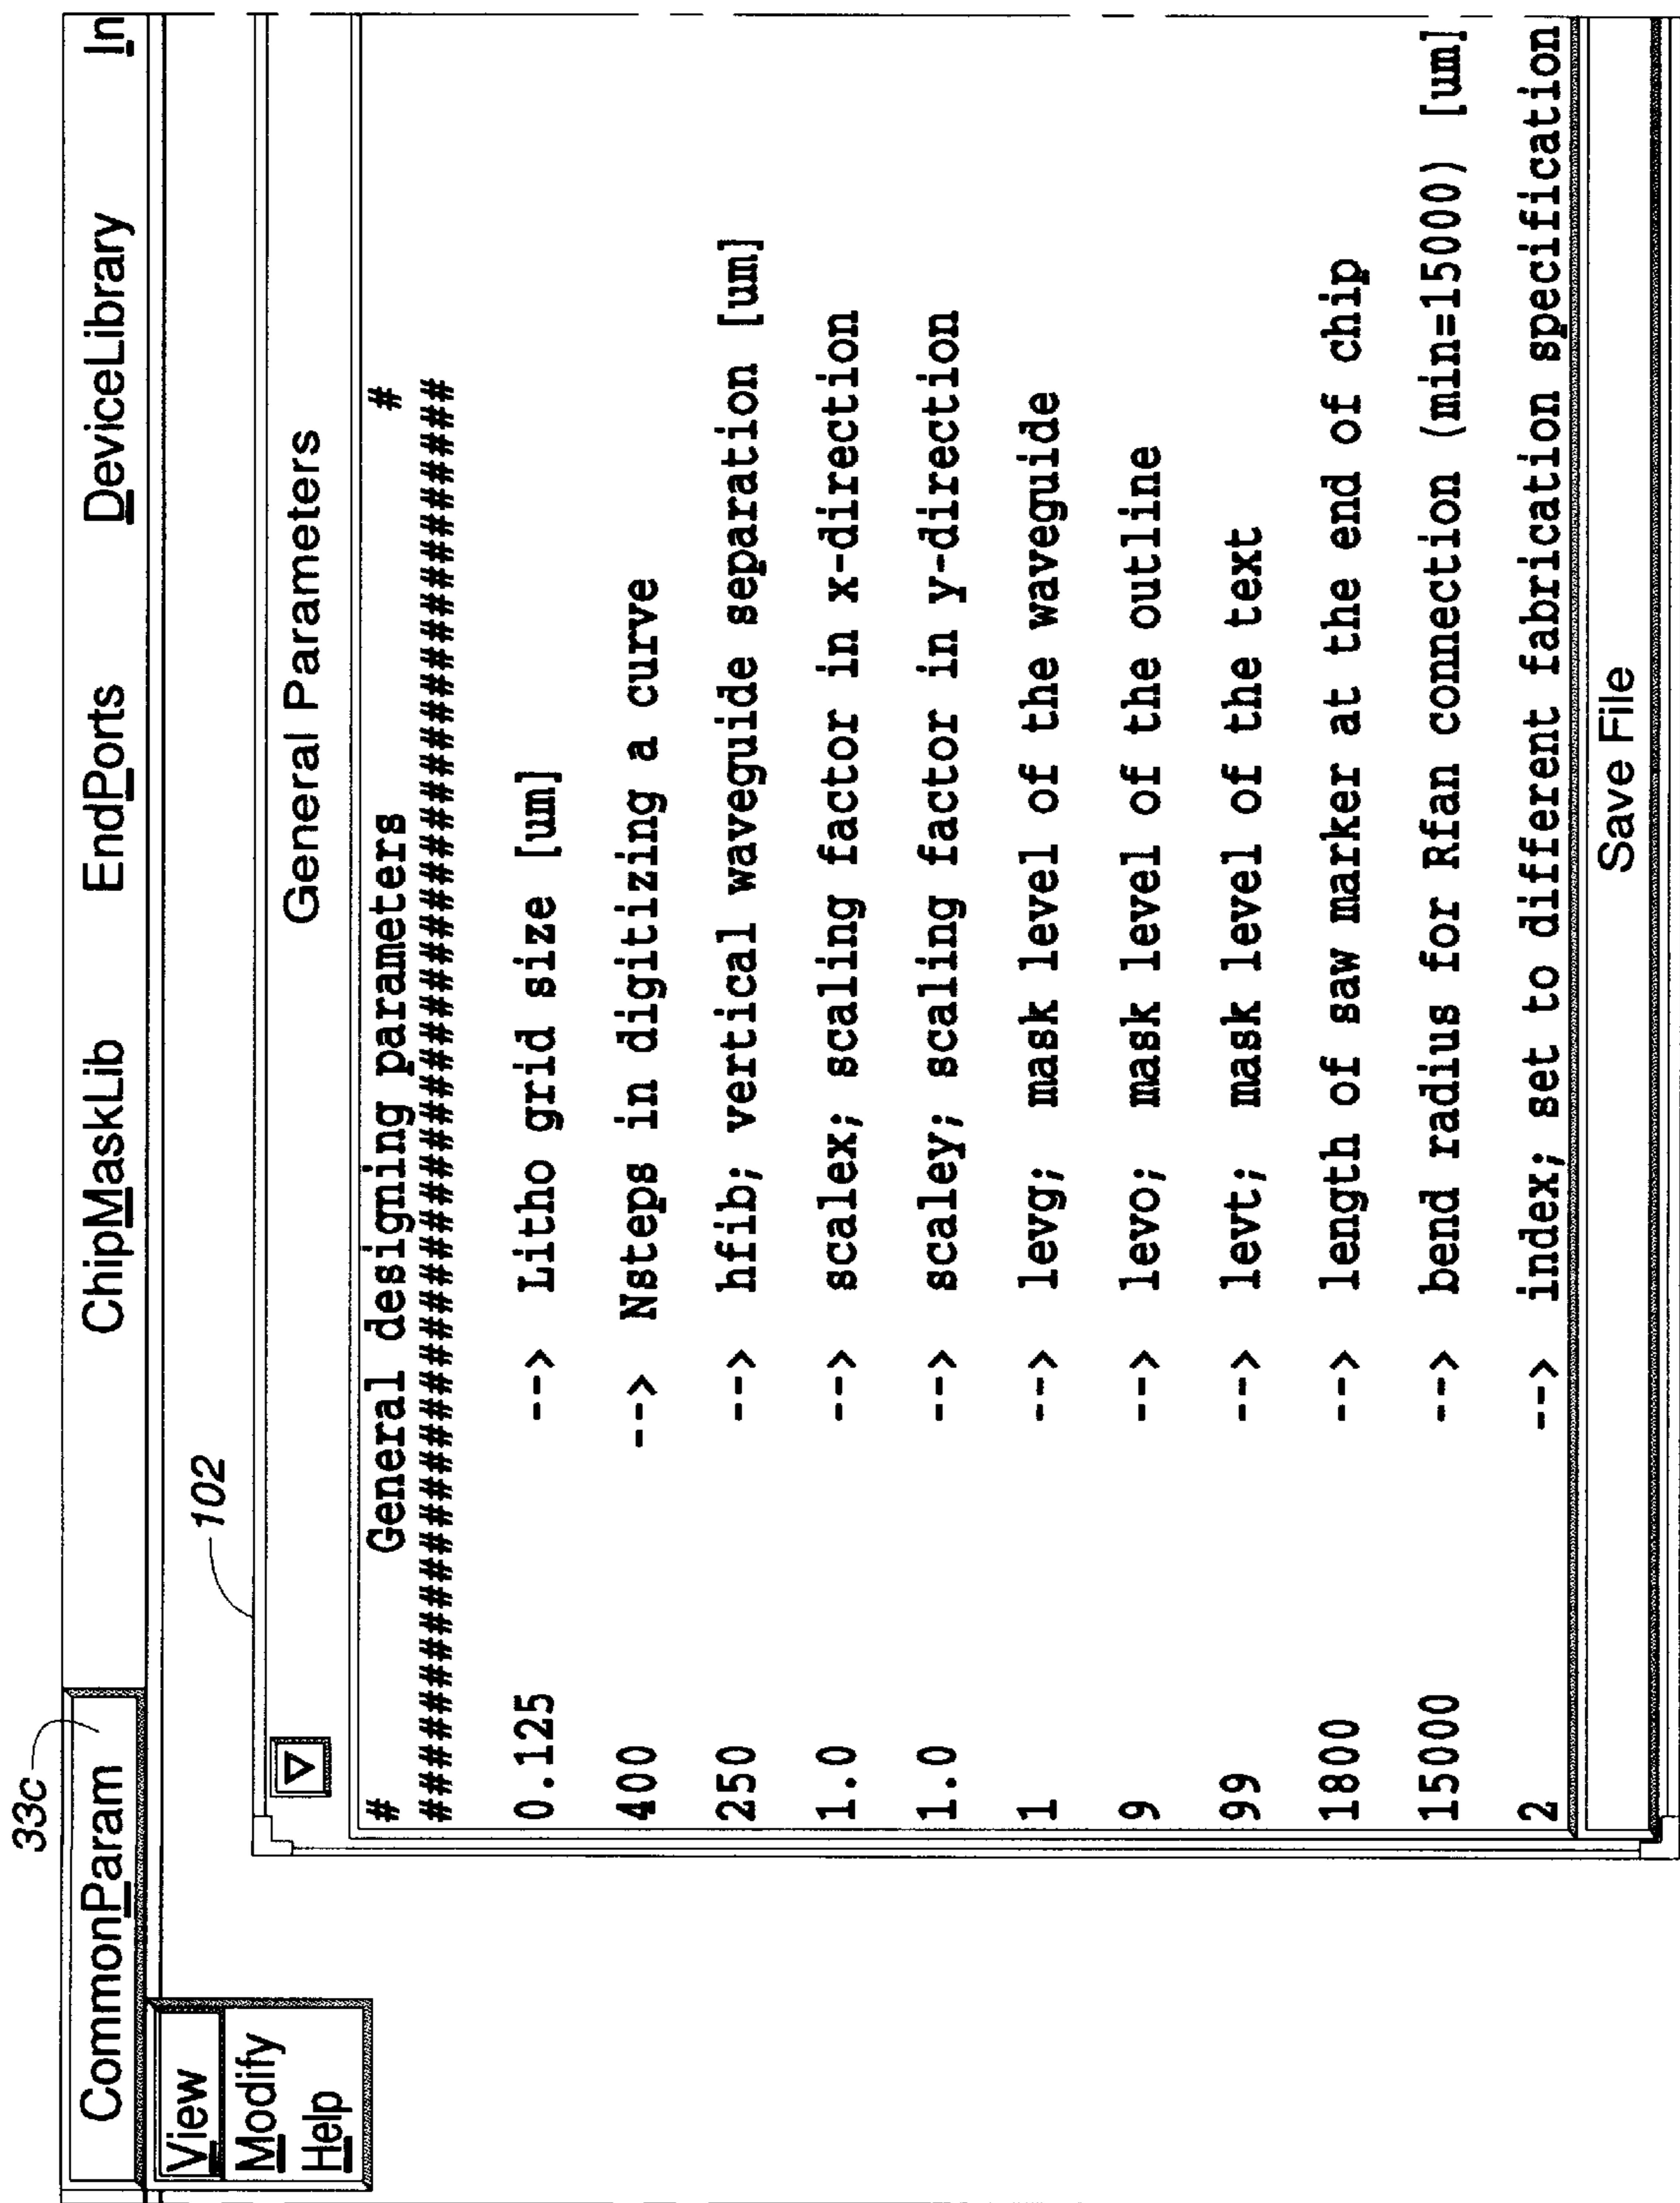 33c
CommonParam ChipMaskLib EndPorts DeviceLibrary In
View
Modify
Help
102
General Parameters
# General designing parameters #
########################################################
0.125 --> Litho grid size [um]
400 --> Nsteps in digitizing a curve
250 --> hfib; vertical waveguide separation [um]
1.0 --> scalex; scaling factor in x-direction
1.0 --> scaley; scaling factor in y-direction
1 --> levg; mask level of the waveguide
9 --> levo; mask level of the outline
99 --> levt; mask level of the text
1800 --> length of saw marker at the end of chip
15000 --> bend radius for Rfan connection (min=15000) [um]
2 --> index; set to different fabrication specification
Save File